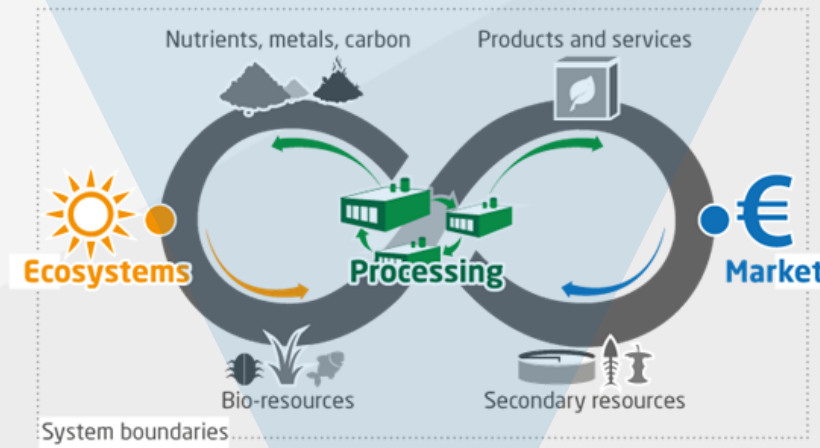 Nutrients, metals, carbon
Products and services
€
Ecosystems
Processing
Market
Bio-resources
Secondary resources
System boundaries